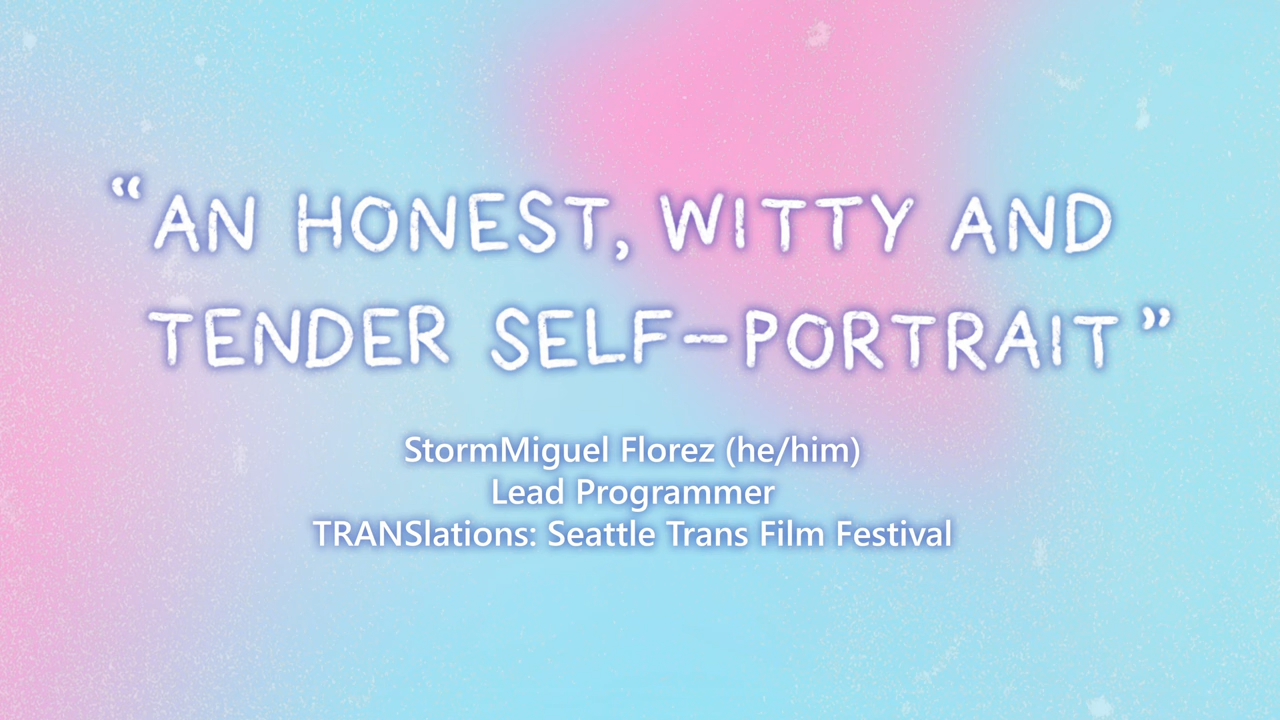 “AN HONEST, WITTY AND
TENDER SELF-PORTRAIT”
StormMiguel Florez (he/him)
Lead Programmer
TRANSlations: Seattle Trans Film Festival